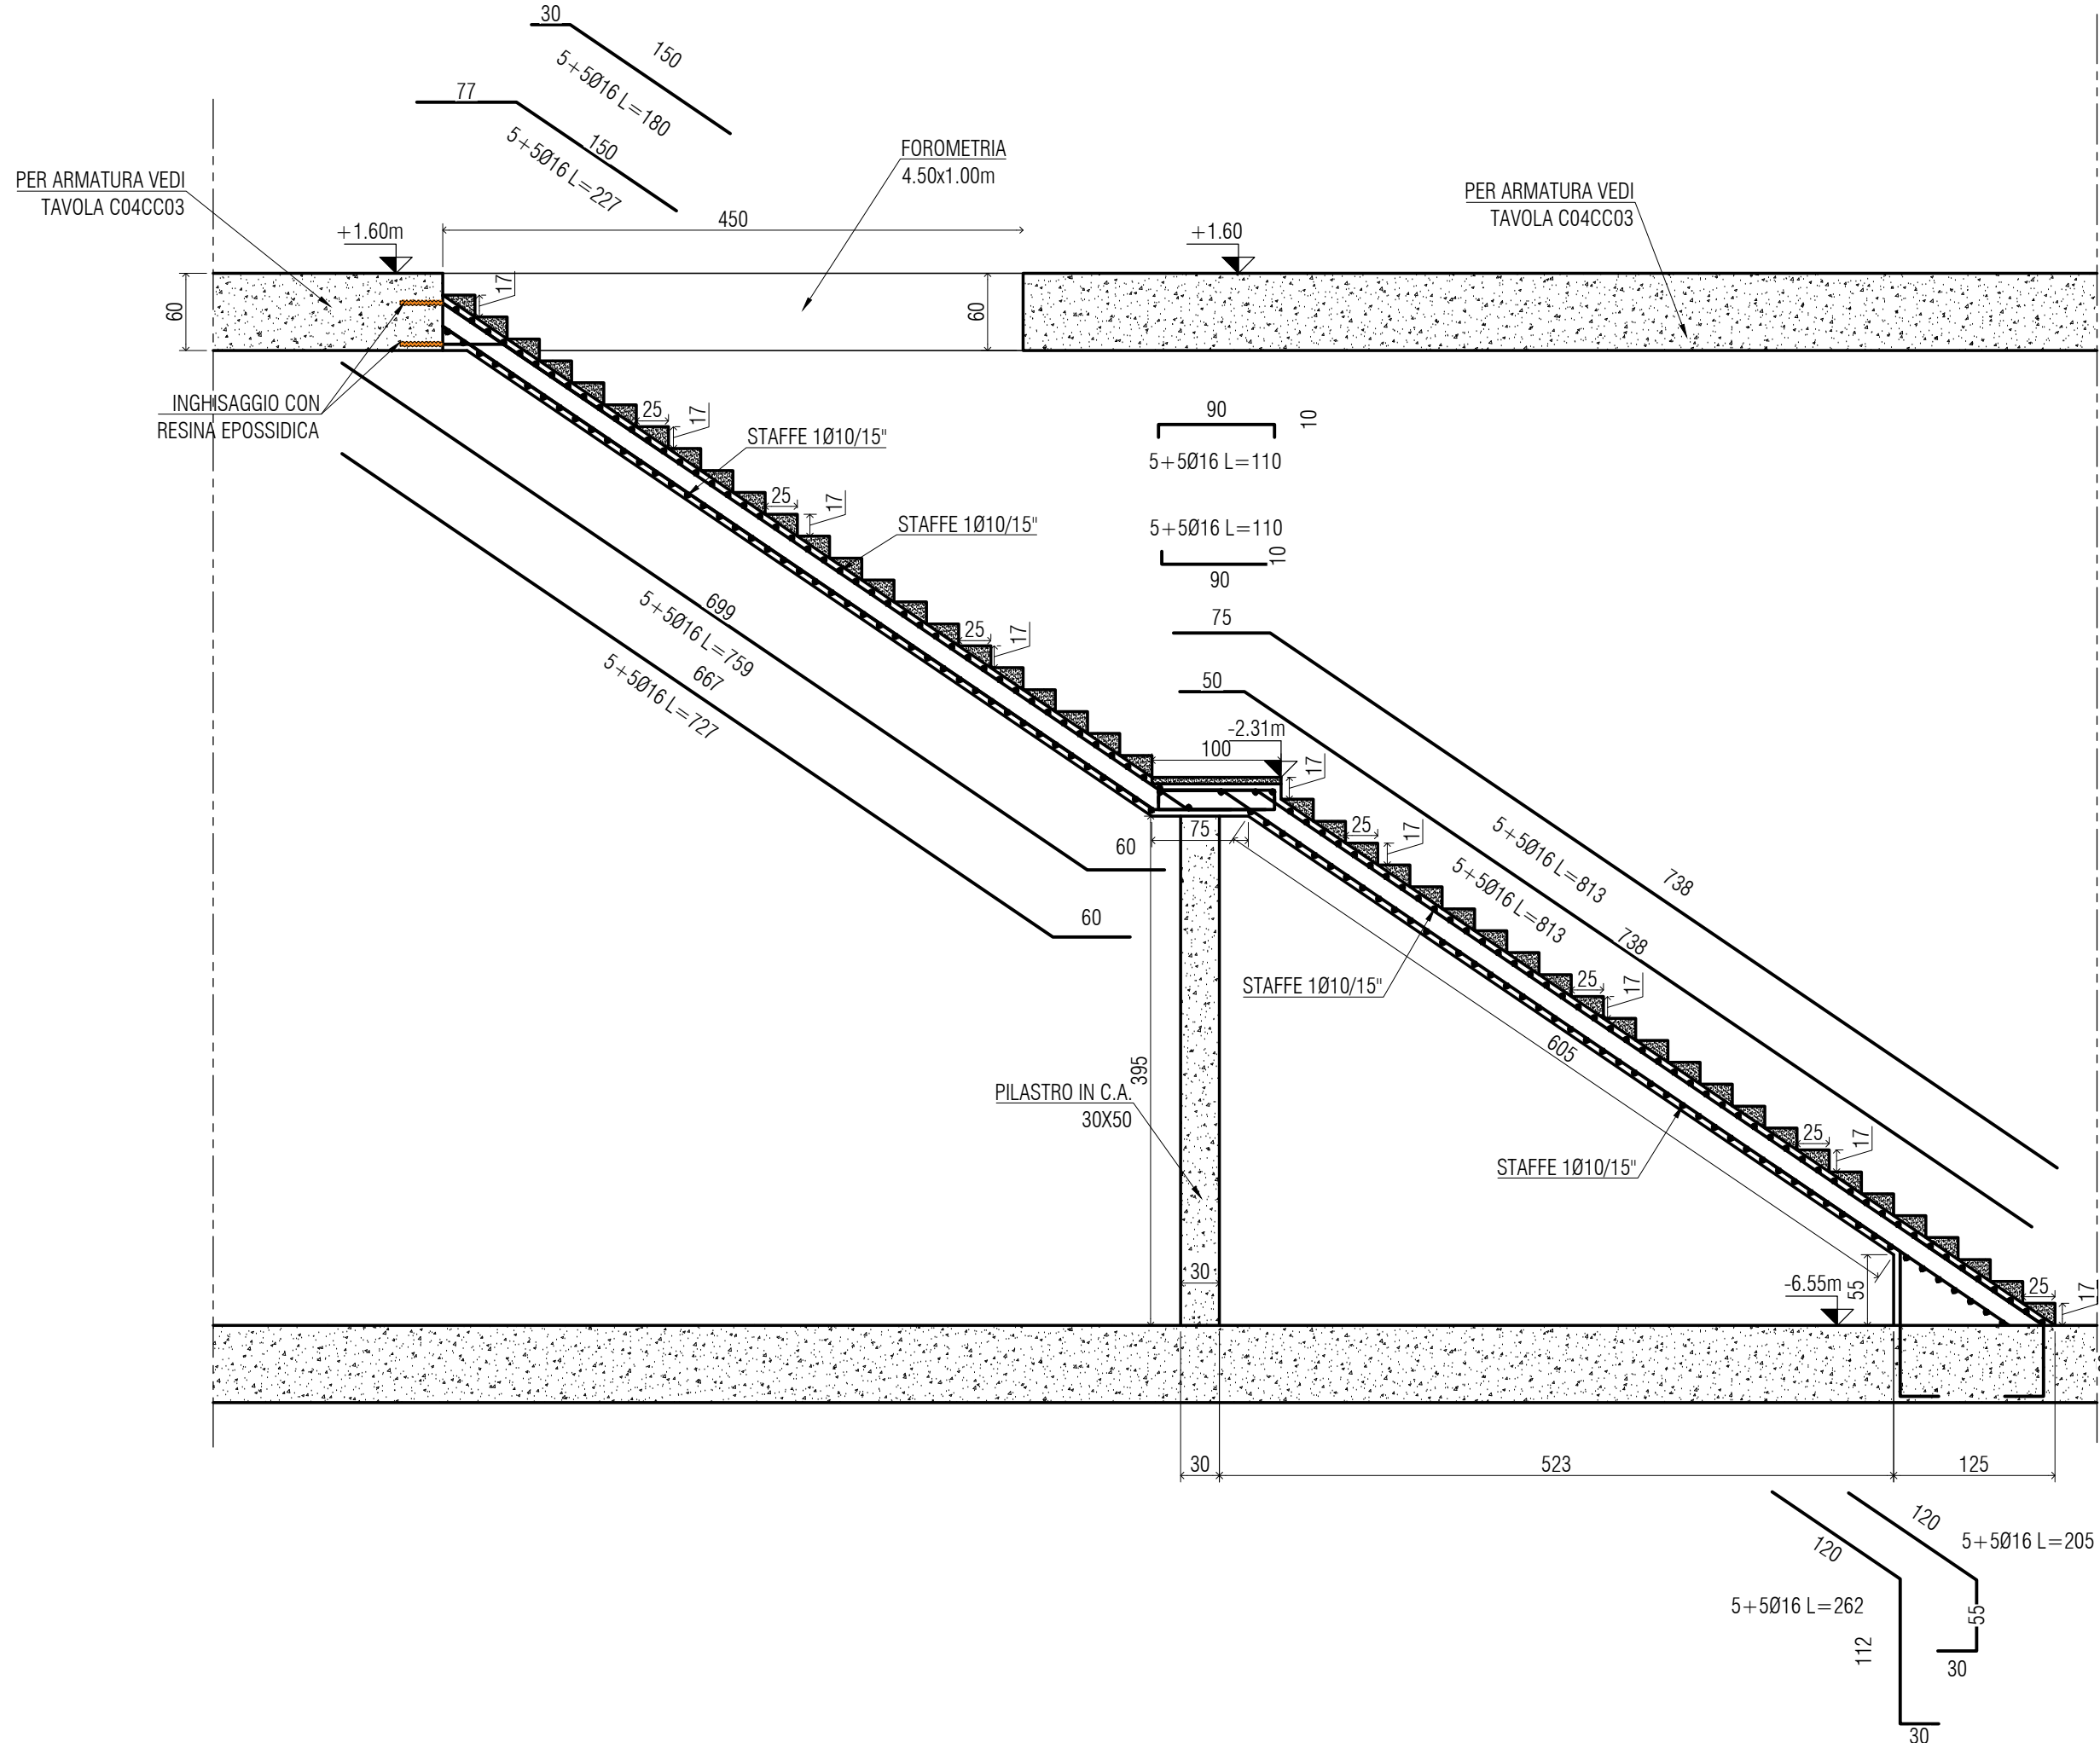 30
150
5+5Ø16 L=180
77
150
5+5Ø16 L=227
FOROMETRIA
4.50x1.00m
PER ARMATURA VEDI
TAVOLA C04CC03
PER ARMATURA VEDI
TAVOLA C04CC03
+1.60m
450
+1.60
60
17
60
INGHISAGGIO CON
RESINA EPOSSIDICA
25
17
STAFFE 1Ø10/15"
90
10
5+5Ø16 L=110
25
17
STAFFE 1Ø10/15"
5+5Ø16 L=110
10
90
699
5+5Ø16 L=759
667
5+5Ø16 L=727
25
17
75
50
-2.31m
100
17
75
60
60
25
17
5+5Ø16 L=813
738
5+5Ø16 L=813
738
STAFFE 1Ø10/15"
25
17
605
395
PILASTRO IN C.A.
30X50
25
17
STAFFE 1Ø10/15"
30
-6.55m
55
25
17
30
523
125
120
120
5+5Ø16 L=205
5+5Ø16 L=262
55
112
30
30